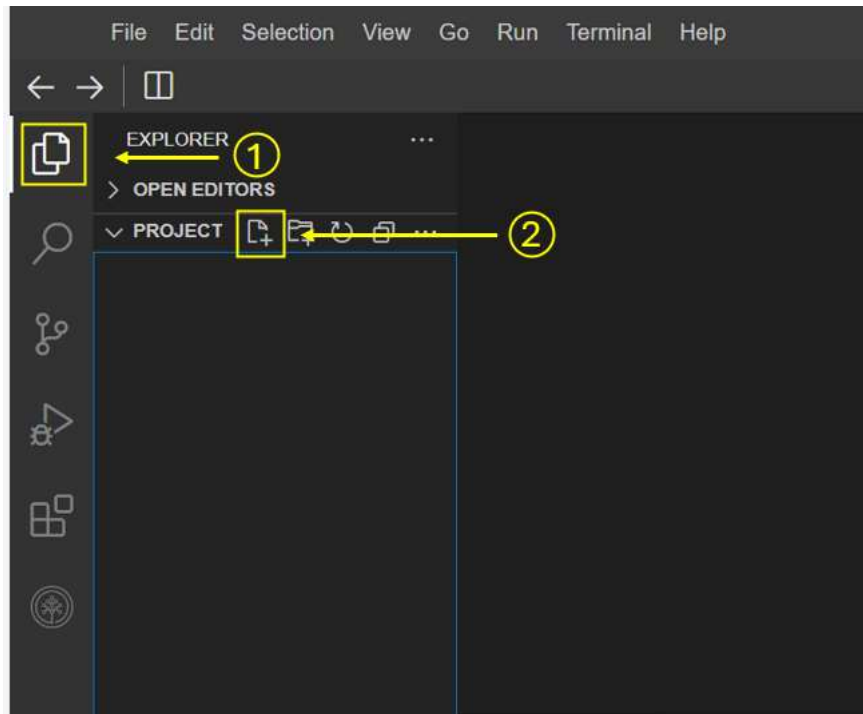 File Edit Selection View Go Run Terminal Help
EXPLORER
1
OPEN EDITORS
PROJECT
2